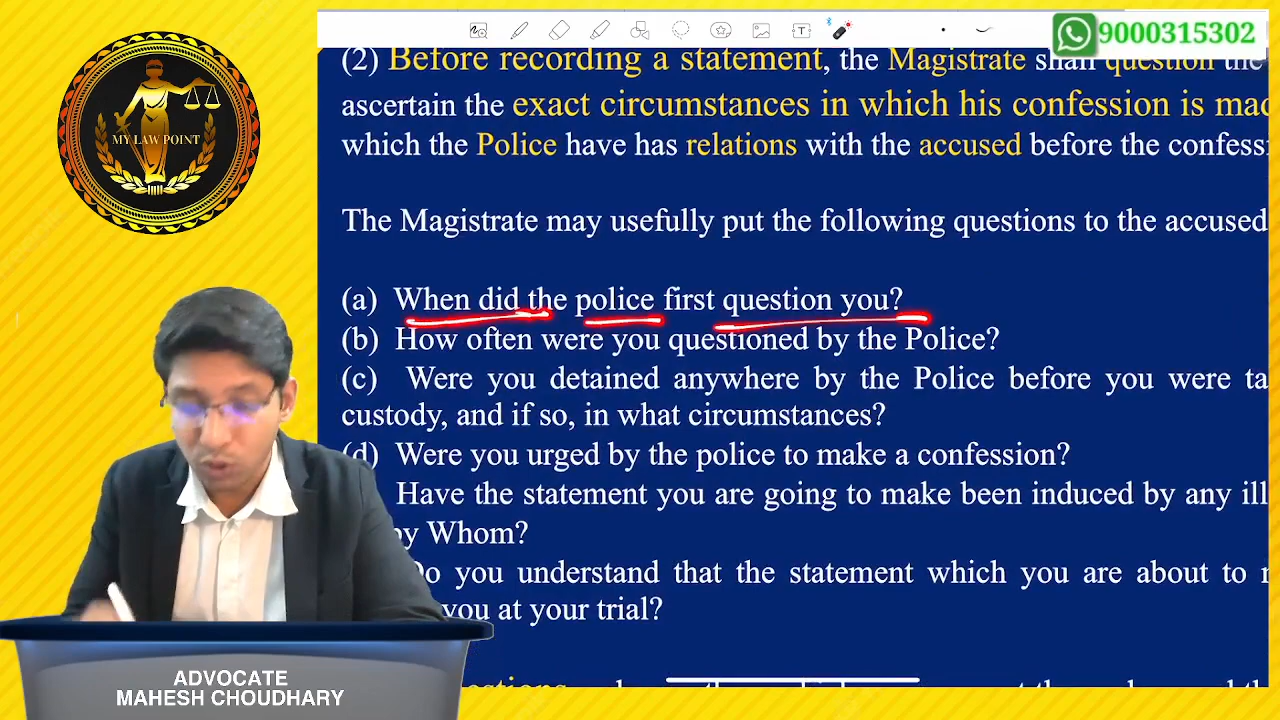 9000315302
(2) Before recording a statement, the Magistrate shall question the
ascertain the exact circumstances in which his confession is
which the Police have has relations with the accused before the
The Magistrate may usefully put the following questions to the accused
(a) When did the police first question you?
(b) How often were you questioned by the Police?
(c) Were you detained anywhere by the Police before you were
custody, and if so, in what circumstances?
(d) Were you urged by the police to make a confession?
Have the statement you are going to make been induced by any
by Whom?
Do you understand that the statement which you are about to
you at your trial?
MY LAW POINT
ADVOCATE
MAHESH CHOUDHARY